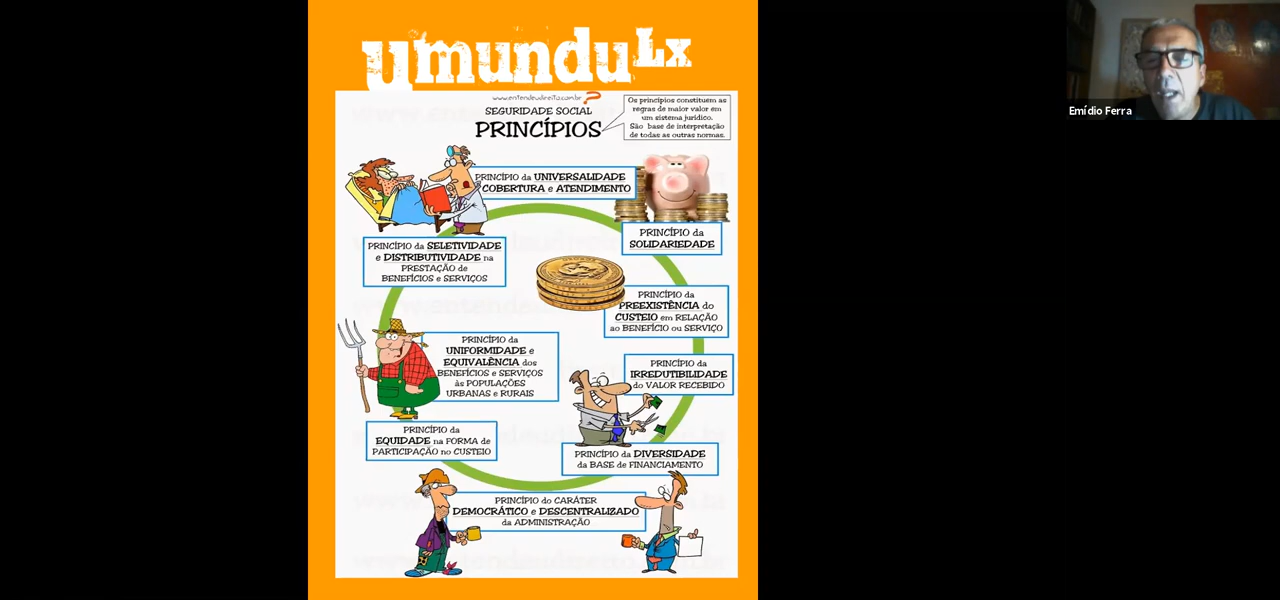 umunduLx
www.entendeudireito.com.br ?
SEGURIDADE SOCIAL
PRINCÍPIOS
Os princípios constituem as
regras de maior valor em
um sistema jurídico.
São base de interpretação
de todas as outras normas.
Emídio Ferra
PRINCÍPIO da UNIVERSALIDADE
COBERTURA e ATENDIMENTO
PRINCÍPIO da
SOLIDARIEDADE
PRINCÍPIO da SELETIVIDADE
e DISTRIBUTIVIDADE na
PRESTAÇÃO de
BENEFÍCIOS e SERVIÇOS
PRINCÍPIO da
PREEXISTÊNCIA do
CUSTEIO em RELAÇÃO
ao BENEFÍCIO ou SERVIÇO
PRINCÍPIO da
UNIFORMIDADE e
EQUIVALÊNCIA dos
BENEFÍCIOS e SERVIÇOS
às POPULAÇÕES
URBANAS e RURAIS
PRINCÍPIO da
IRREDUTIBILIDADE
do VALOR RECEBIDO
PRINCÍPIO da
EQUIDADE na FORMA de
PARTICIPAÇÃO no CUSTEIO
PRINCÍPIO da DIVERSIDADE
da BASE de FINANCIAMENTO
PRINCÍPIO do CARÁTER
DEMOCRÁTICO e DESCENTRALIZADO
da ADMINISTRAÇÃO